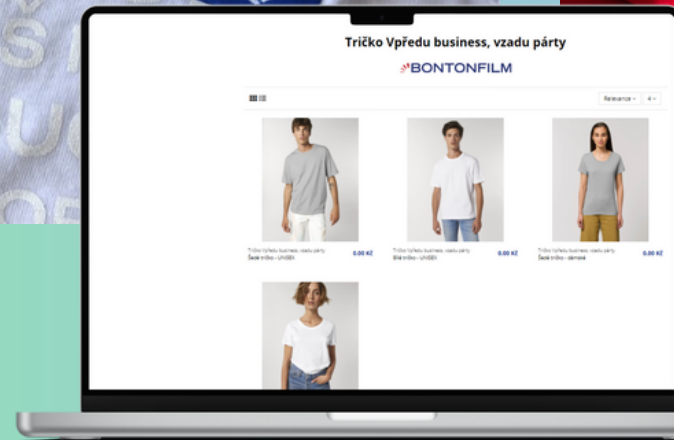 Tričko Vpředu business, vzadu párty
BONTONFILM
Relevance
4
Tričko Vpředu business, vzadu párty
Šedé tričko - UNISEX
0.00 Kč
Tričko Vpředu business, vzadu párty
Bílé tričko - UNISEX
0.00 Kč
Tričko Vpředu business, vzadu párty
Šedé tričko - dámské
0.00 Kč